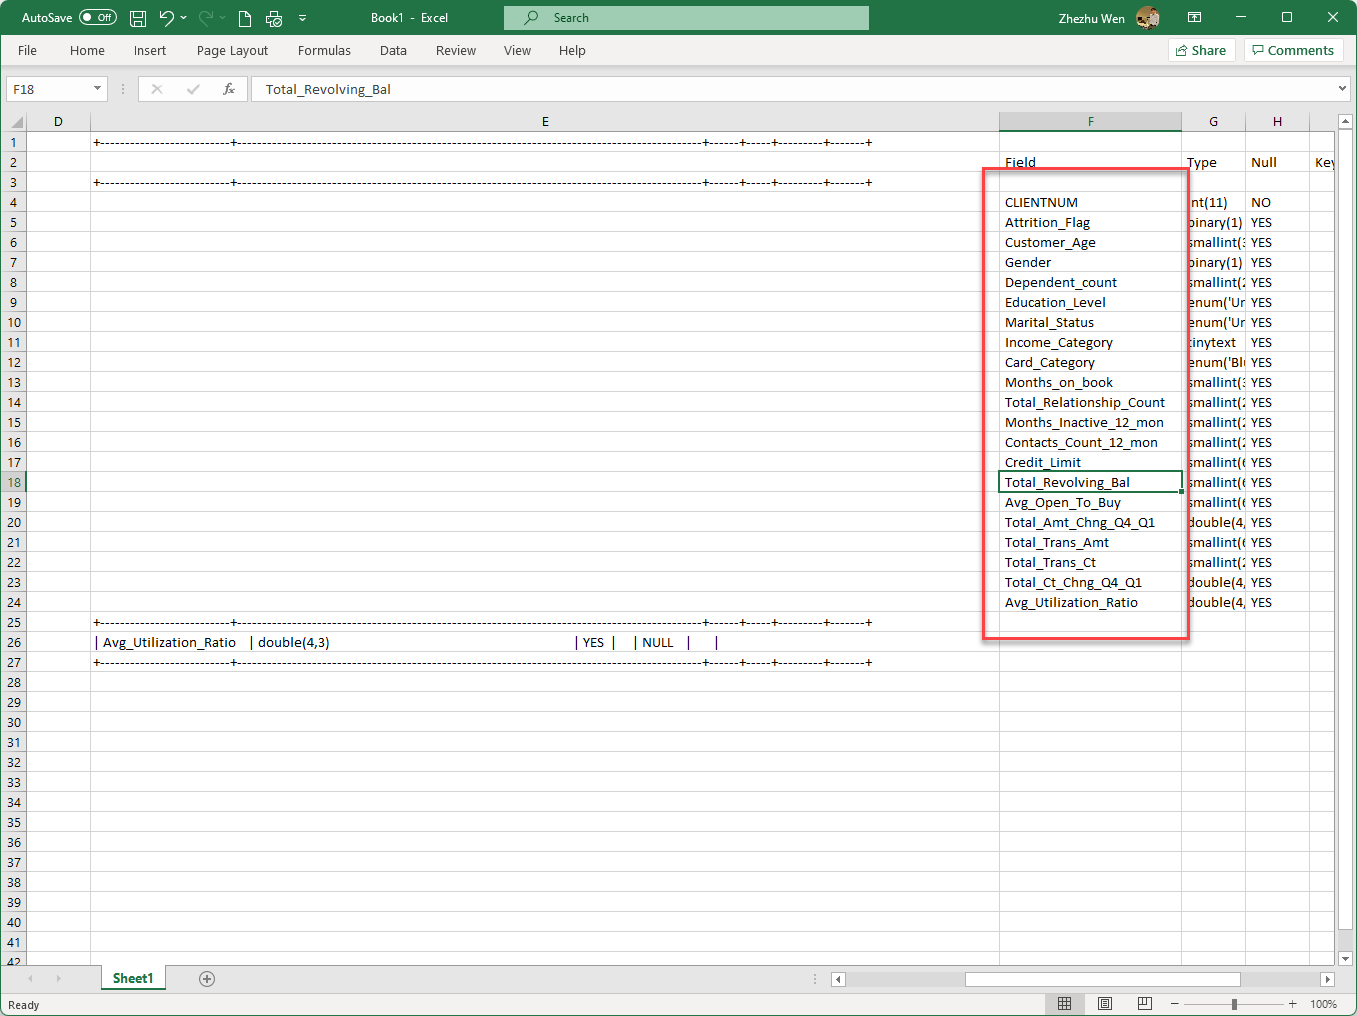 AutoSave Off Book1 - Excel Search Zhezhu Wen
File Home Insert Page Layout Formulas Data Review View Help Share Comments
F18 fx Total_Revolving_Bal
D E F G H
1
2 Field Type Null Key
3
4 CLIENTNUM int(11) NO
5 Attrition_Flag binary(1) YES
6 Customer_Age smallint(3 YES
7 Gender binary(1) YES
8 Dependent_count smallint(2 YES
9 Education_Level enum('Un YES
10 Marital_Status enum('Un YES
11 Income_Category tinytext YES
12 Card_Category enum('Blu YES
13 Months_on_book smallint(3 YES
14 Total_Relationship_Count smallint(2 YES
15 Months_Inactive_12_mon smallint(2 YES
16 Contacts_Count_12_mon smallint(2 YES
17 Credit_Limit smallint(6 YES
18 Total_Revolving_Bal smallint(6 YES
19 Avg_Open_To_Buy smallint(6 YES
20 Total_Amt_Chng_Q4_Q1 double(4, YES
21 Total_Trans_Amt smallint(6 YES
22 Total_Trans_Ct smallint(2 YES
23 Total_Ct_Chng_Q4_Q1 double(4, YES
24 Avg_Utilization_Ratio double(4, YES
25
26 | Avg_Utilization_Ratio | double(4,3) | YES | | NULL | |
27
28
29
30
31
32
33
34
35
36
37
38
39
40
41
42
Sheet1
Ready 100%